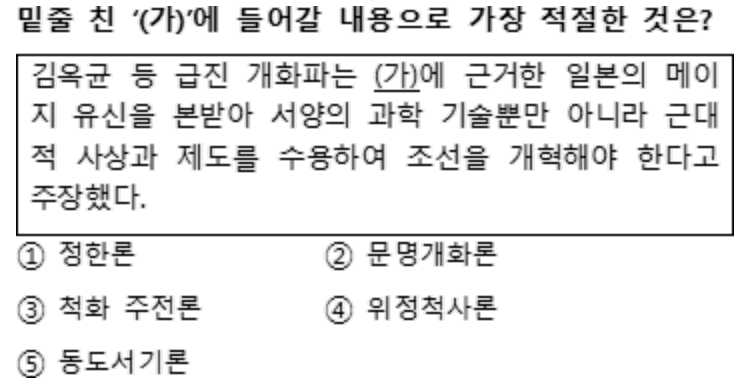 밑줄 친 '(가)'에 들어갈 내용으로 가장 적절한 것은?
김옥균 등 급진 개화파는 (가)에 근거한 일본의 메이
지 유신을 본받아 서양의 과학 기술뿐만 아니라 근대
적 사상과 제도를 수용하여 조선을 개혁해야 한다고
주장했다.
① 정한론 ② 문명개화론
③ 척화 주전론 ④ 위정척사론
⑤ 동도서기론